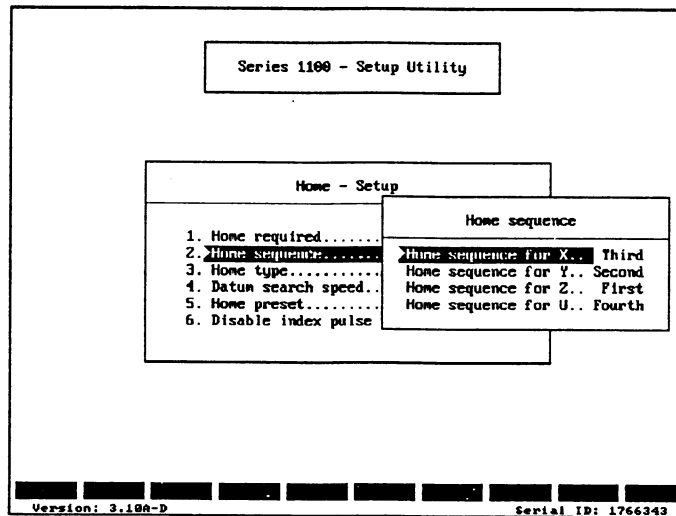 Series 1100 - Setup Utility
Home - Setup
1. Home required.......
2. Home sequence.......
3. Home type...........
4. Datum search speed..
5. Home preset.........
6. Disable index pulse
Home sequence
Home sequence for X.. Third
Home sequence for Y.. Second
Home sequence for Z.. First
Home sequence for U.. Fourth
Version: 3.10A-D
Serial ID: 1766343